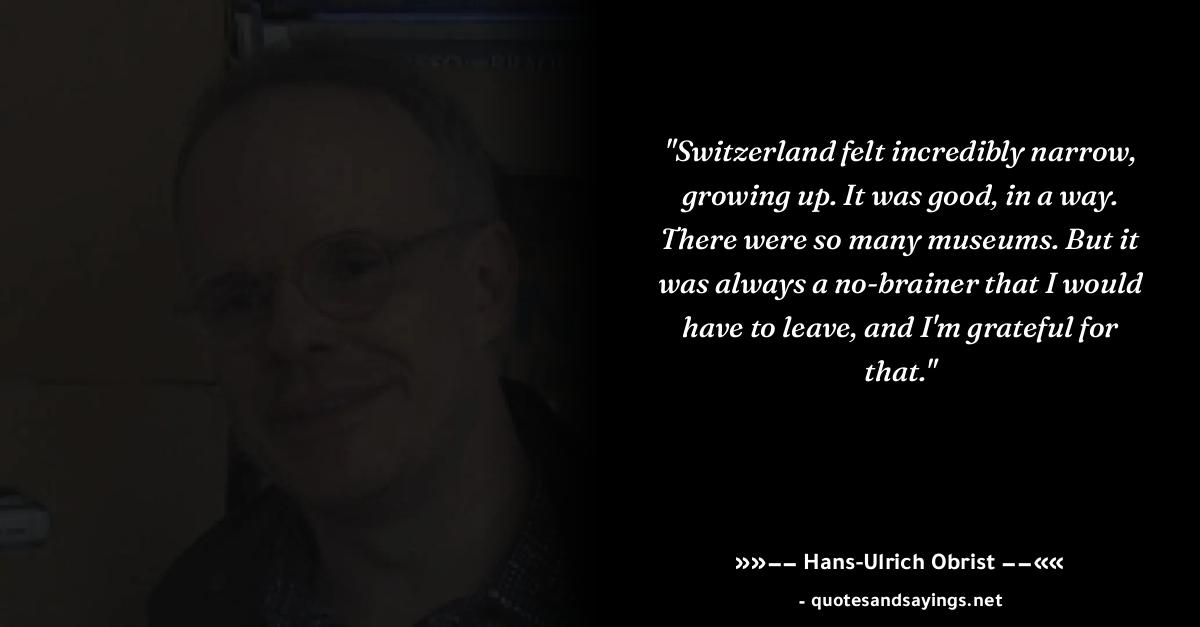 "Switzerland felt incredibly narrow,
growing up. It was good, in a way.
There were so many museums. But it
was always a no-brainer that I would
have to leave, and I'm grateful for
that."
»»−− Hans-Ulrich Obrist −−««
- quotesandsayings.net